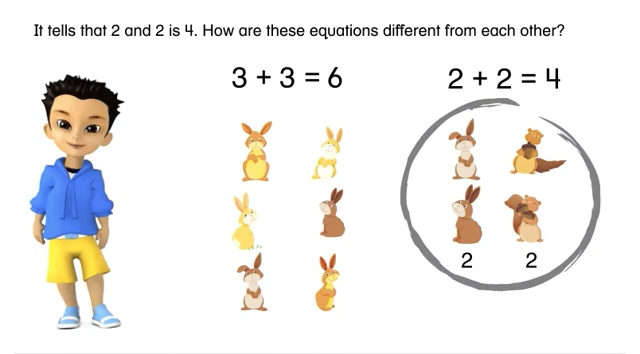 It tells that 2 and 2 is 4. How are these equations different from each other?
3 + 3 = 6
2 + 2 = 4
2 2